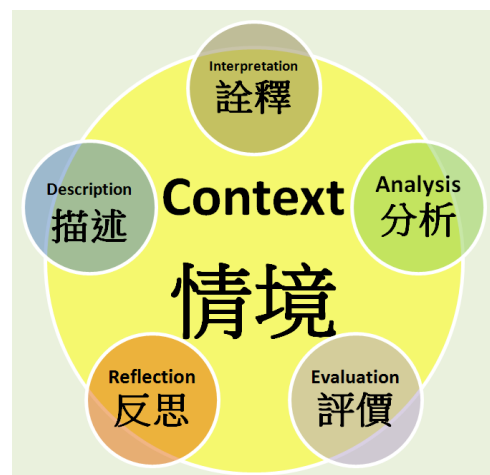 Interpretation
詮釋
Description
描述
Context
情境
Analysis
分析
Reflection
反思
Evaluation
評價